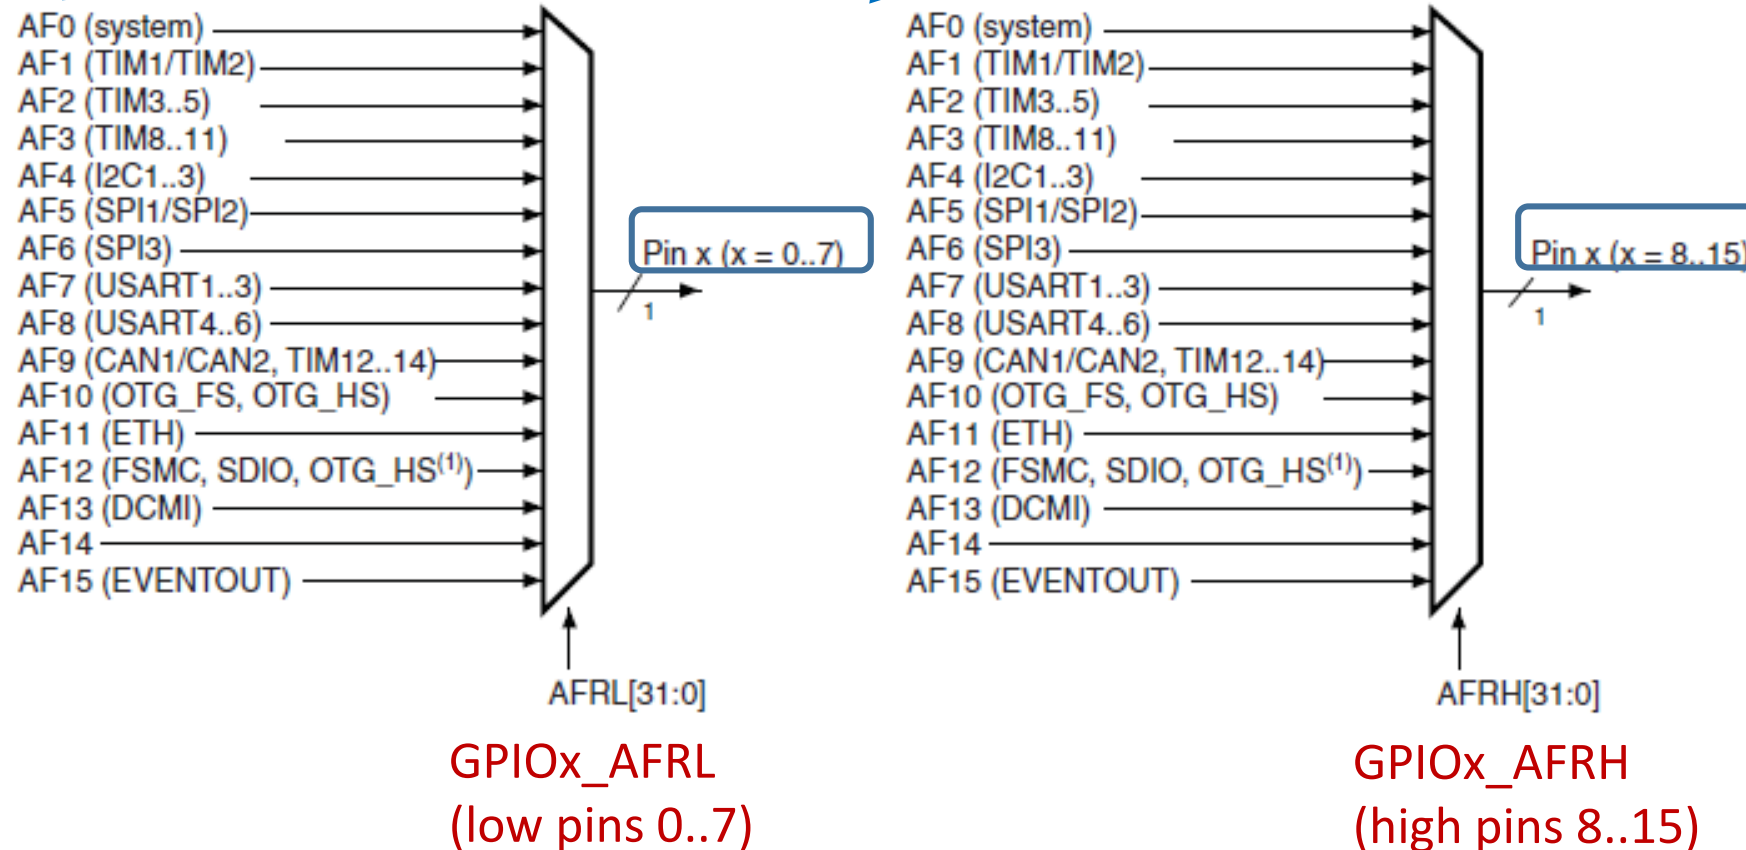 AF0 (system)
AF1 (TIM1/TIM2)
AF2 (TIM3..5)
AF3 (TIM8..11)
AF4 (I2C1..3)
AF5 (SPI1/SPI2)
AF6 (SPI3)
AF7 (USART1..3)
AF8 (USART4..6)
AF9 (CAN1/CAN2, TIM12..14)
AF10 (OTG_FS, OTG_HS)
AF11 (ETH)
AF12 (FSMC, SDIO, OTG_HS(1))
AF13 (DCMI)
AF14
AF15 (EVENTOUT)
Pin x (x = 0..7)
1
AFRL[31:0]
GPIOx_AFRL
(low pins 0..7)
AF0 (system)
AF1 (TIM1/TIM2)
AF2 (TIM3..5)
AF3 (TIM8..11)
AF4 (I2C1..3)
AF5 (SPI1/SPI2)
AF6 (SPI3)
AF7 (USART1..3)
AF8 (USART4..6)
AF9 (CAN1/CAN2, TIM12..14)
AF10 (OTG_FS, OTG_HS)
AF11 (ETH)
AF12 (FSMC, SDIO, OTG_HS(1))
AF13 (DCMI)
AF14
AF15 (EVENTOUT)
Pin x (x = 8..15)
1
AFRH[31:0]
GPIOx_AFRH
(high pins 8..15)